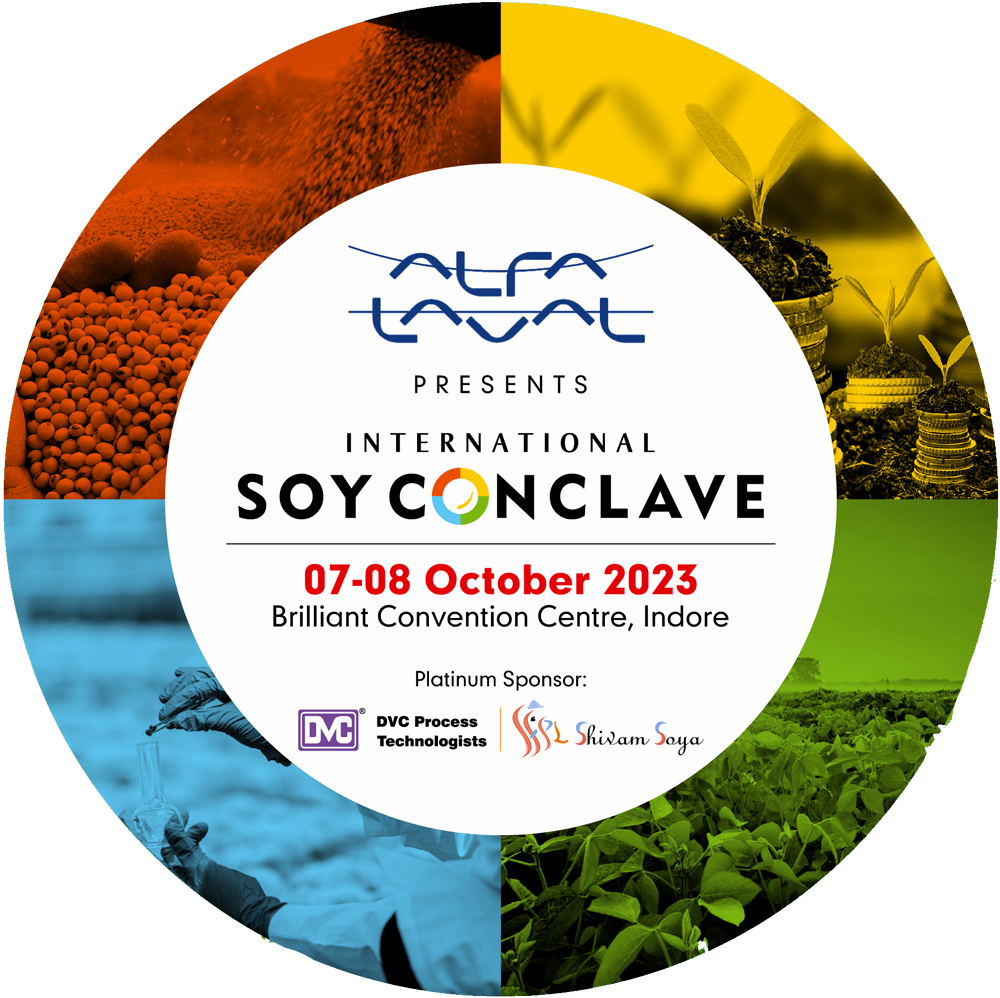 ALFA
LAVAL
PRESENTS
INTERNATIONAL
SOY CONCLAVE
07-08 October 2023
Brilliant Convention Centre, Indore
Platinum Sponsor:
DVC® DVC Process
Technologists
SSPL Shivam Soya